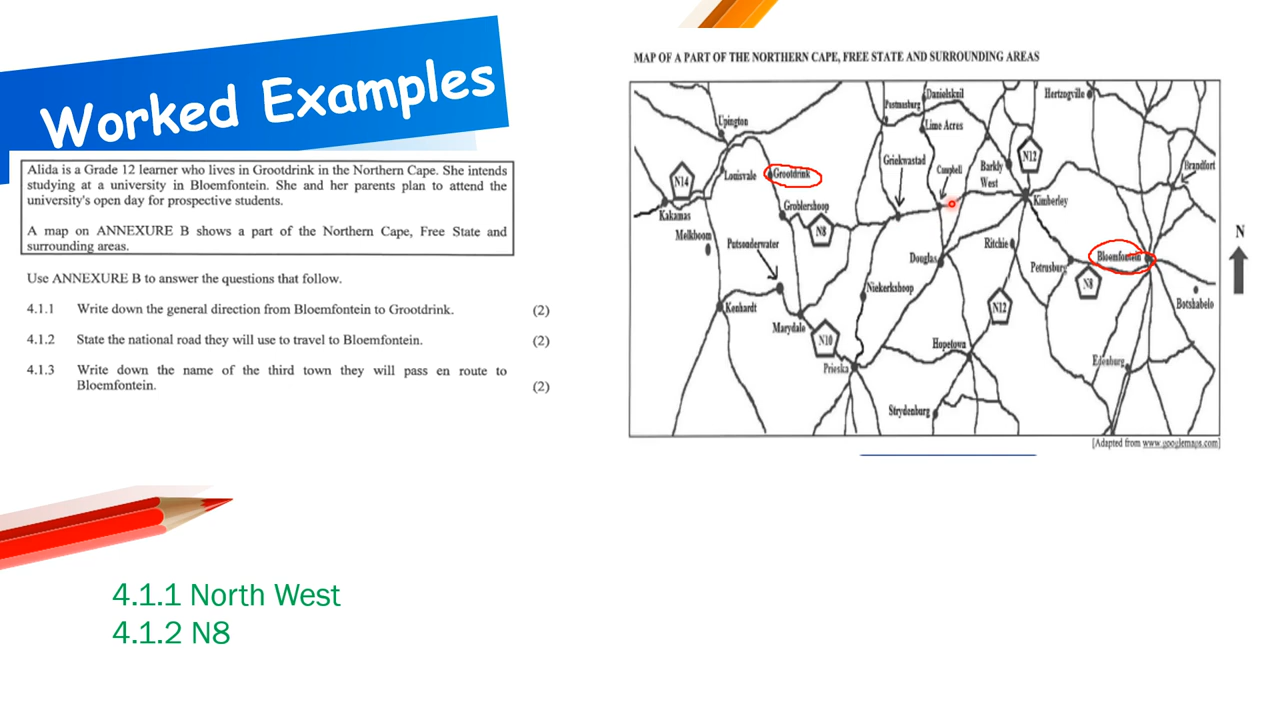 Worked Examples
Alida is a Grade 12 learner who lives in Grootdrink in the Northern Cape. She intends
studying at a university in Bloemfontein. She and her parents plan to attend the
university's open day for prospective students.
A map on ANNEXURE B shows a part of the Northern Cape, Free State and
surrounding areas.
Use ANNEXURE B to answer the questions that follow.
4.1.1 Write down the general direction from Bloemfontein to Grootdrink. (2)
4.1.2 State the national road they will use to travel to Bloemfontein. (2)
4.1.3 Write down the name of the third town they will pass en route to
Bloemfontein. (2)
4.1.1 North West
4.1.2 N8
MAP OF A PART OF THE NORTHERN CAPE, FREE STATE AND SURROUNDING AREAS
Danielskuil
Hertzogville
Postmasburg
Upington
Lime Acres
Griekwastad
Campbell
Barkly
West
N12
Brandfort
N14
Louisvale
Grootdrink
Kakamas
Groblershoop
N8
Kimberley
N
Melkboom
Putsonderwater
Ritchie
Douglas
Petrusburg
Bloemfontein
N8
Niekerkshoop
Botshabelo
Kenhardt
N12
Marydale
N10
Hopetown
Prieska
Edenburg
Strydenburg
[Adapted from www.googlemaps.com]